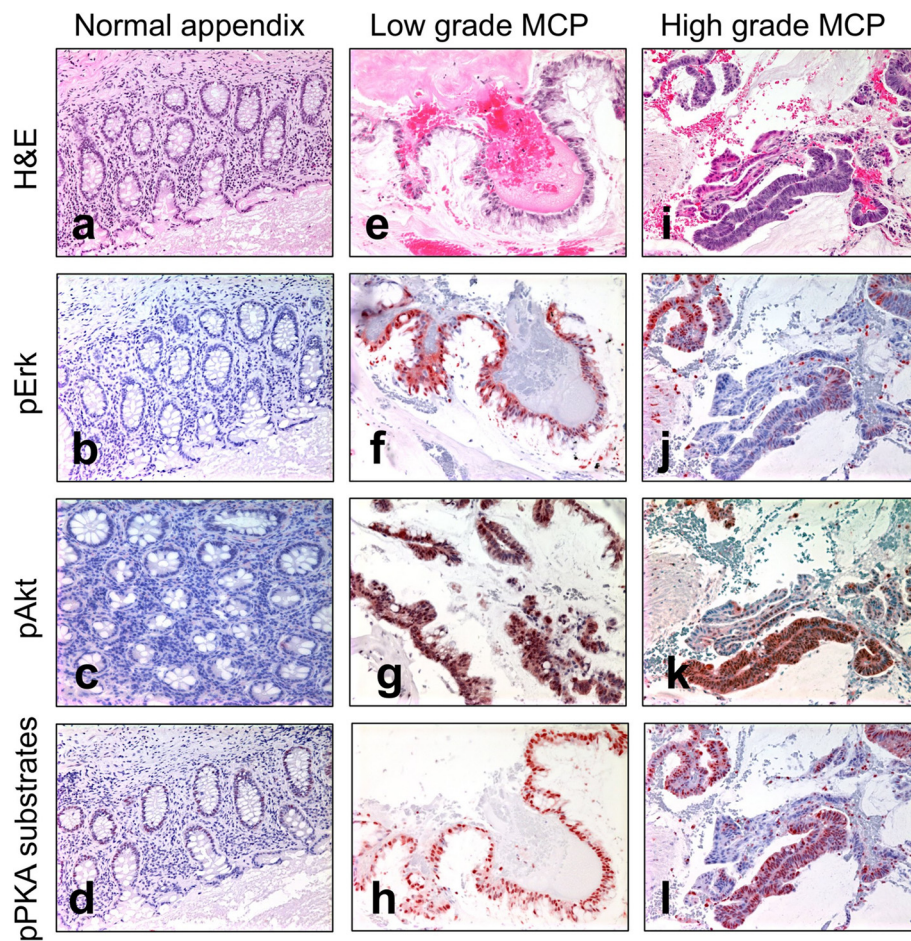 Normal appendix Low grade MCP High grade MCP
H&E
a e i
pErk
b f j
pAkt
c g k
pPKA substrates
d h l